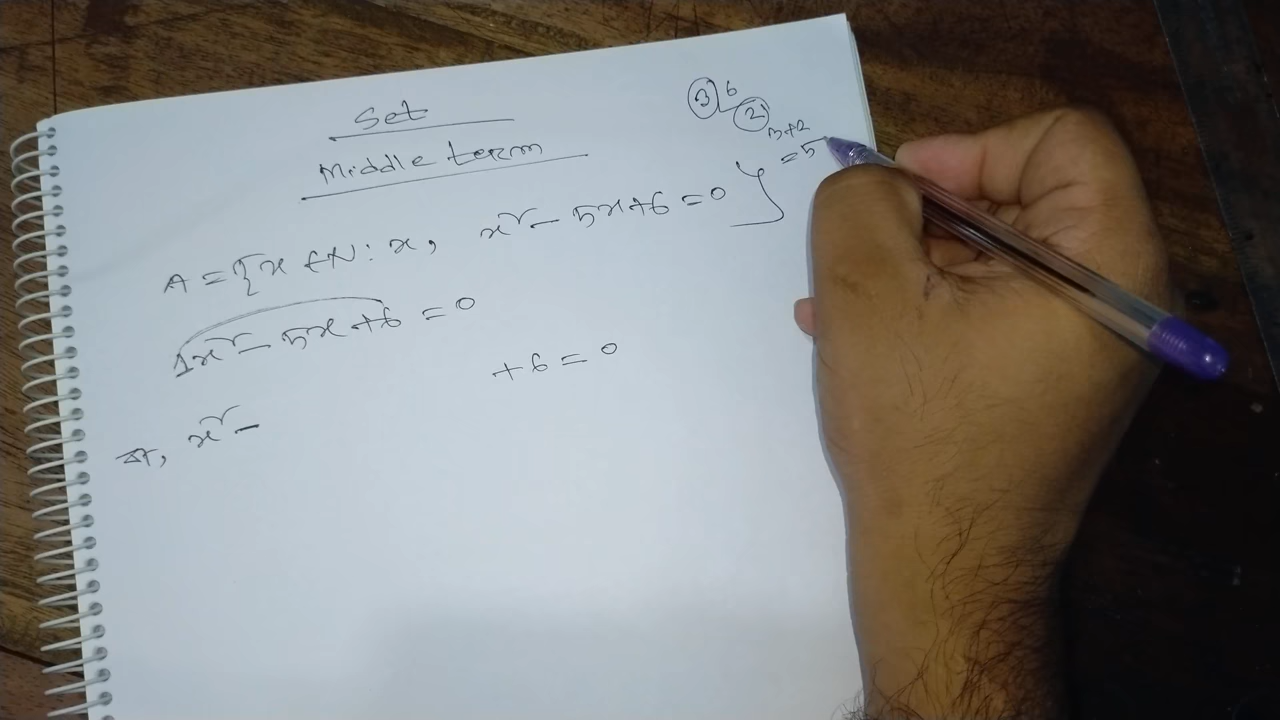 Set
Middle term
3 6
2
3+2
=5
A = {x ∈ N : x, x² - 5x + 6 = 0 }
1x² - 5x + 6 = 0
+ 6 = 0
বা, x² -